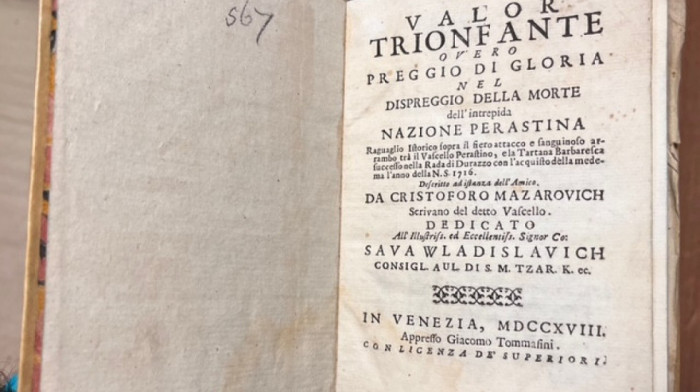 S67
VALOR
TRIONFANTE
OVERO
PREGGIO DI GLORIA
NEL
DISPREGGIO DELLA MORTE
dell'intrepida
NAZIONE PERASTINA
Raguaglio Istorico sopra il fiero attacco e sanguinoso ar-
rambo trà il Vascello Perastino, e la Tartana Barbaresca
successo nella Rada di Durazzo con l'acquisto della mede-
ma l'anno della N.S. 1716.
Descritto ad istanza dell'Amico,
DA CRISTOFORO MAZAROVICH
Scrivano del detto Vascello.
DEDICATO
All'Illustriss. ed Eccellentiss. Signor Co:
SAVA WLADISLAVICH
CONSIGL. AUL. DI S. M. TZAR. K. ec.
IN VENEZIA, MDCCXVIII.
Appresso Giacomo Tommasini.
CON LICENZA DE' SUPERIORI.